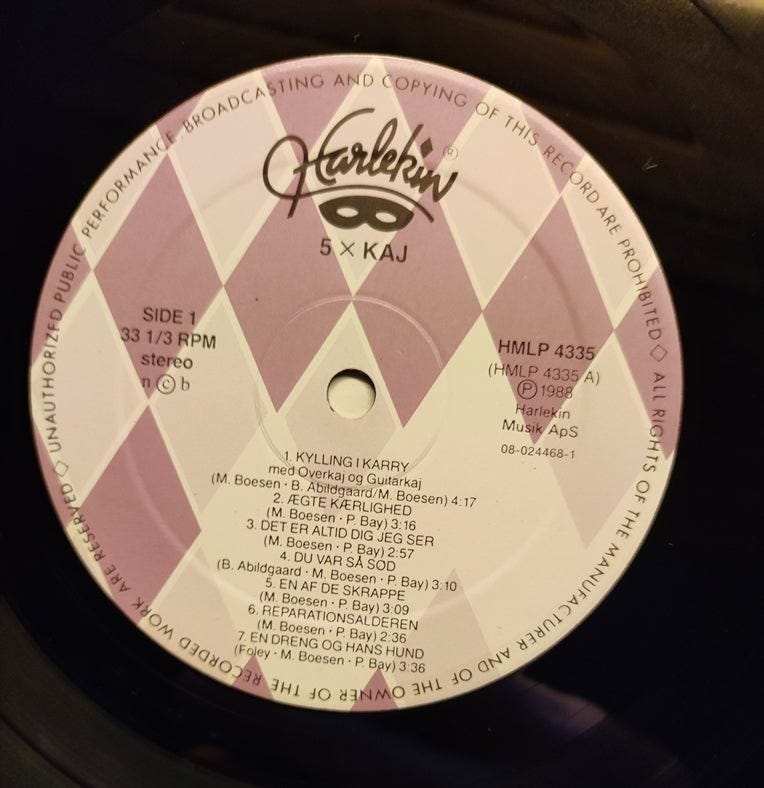 UNAUTHORIZED PUBLIC PERFORMANCE BROADCASTING AND COPYING OF THIS RECORD ARE PROHIBITED ◇ ALL RIGHTS OF THE MANUFACTURER AND OF THE OWNER OF THE RECORDED WORK ARE RESERVED ◇
Harlekin ®
5 × KAJ
SIDE 1
33 1/3 RPM
stereo
n © b
HMLP 4335
(HMLP 4335 A)
Ⓟ 1988
Harlekin
Musik ApS
08-024468-1
1. KYLLING I KARRY
med Overkaj og Guitarkaj
(M. Boesen · B. Abildgaard/M. Boesen) 4:17
2. ÆGTE KÆRLIGHED
(M. Boesen · P. Bay) 3:16
3. DET ER ALTID DIG JEG SER
(M. Boesen · P. Bay) 2:57
4. DU VAR SÅ SØD
(B. Abildgaard · M. Boesen · P. Bay) 3:10
5. EN AF DE SKRAPPE
(M. Boesen · P. Bay) 3:09
6. REPARATIONSALDEREN
(M. Boesen · P. Bay) 2:36
7. EN DRENG OG HANS HUND
(Foley · M. Boesen · P. Bay) 3:36